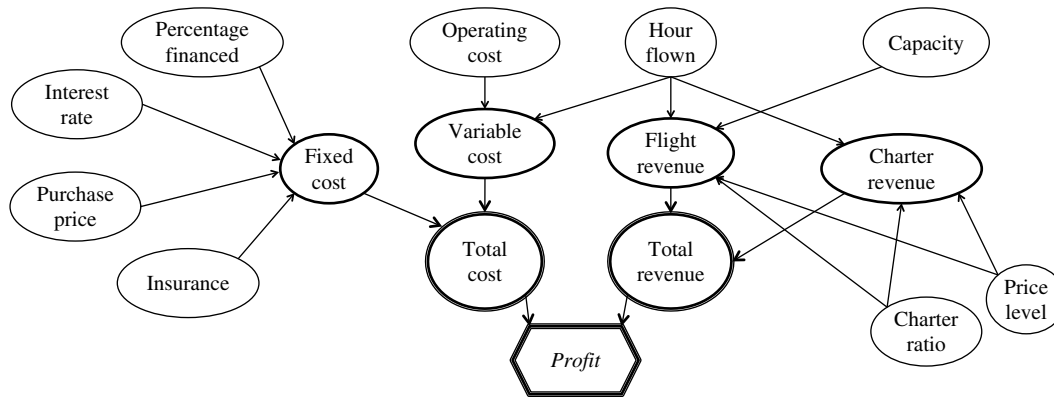 Percentage
financed
Operating
cost
Hour
flown
Capacity
Interest
rate
Variable
cost
Flight
revenue
Charter
revenue
Fixed
cost
Purchase
price
Total
cost
Total
revenue
Insurance
Price
level
Charter
ratio
Profit